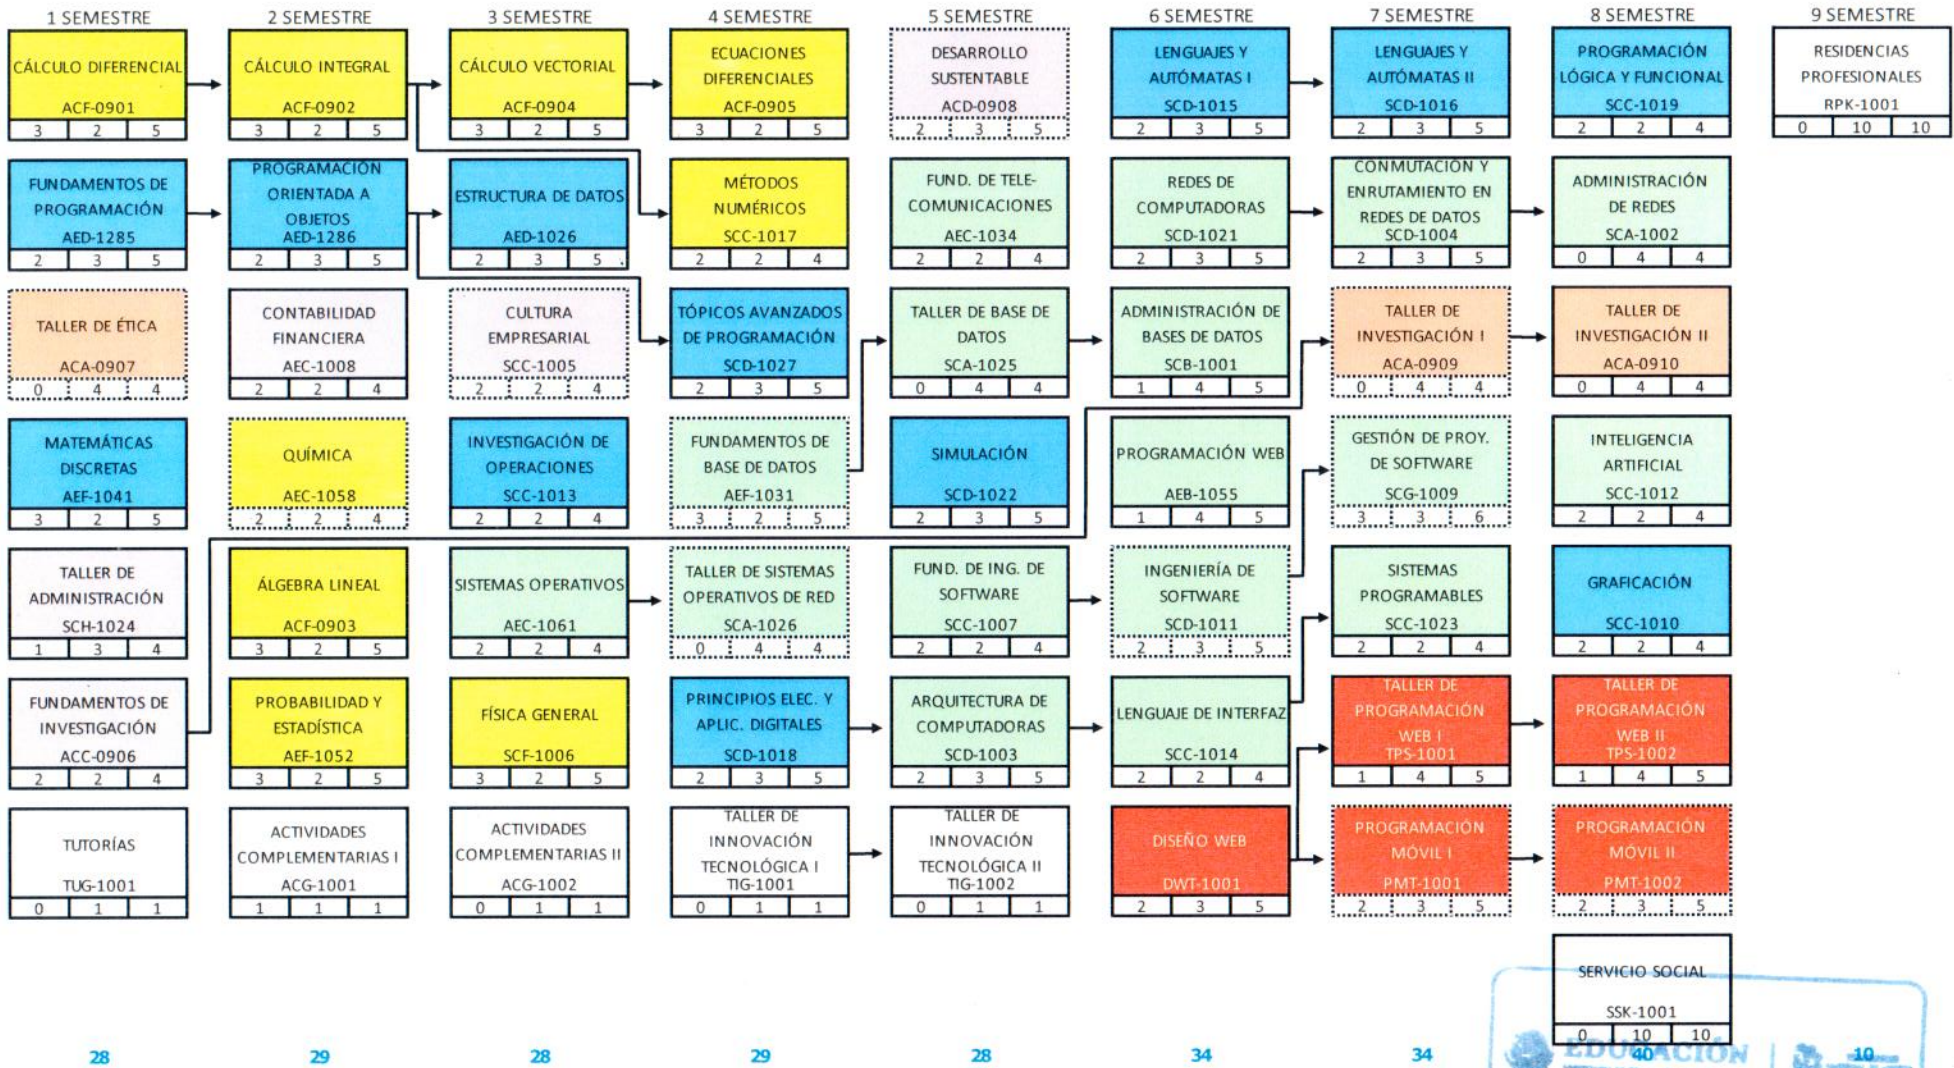 1 SEMESTRE
CÁLCULO DIFERENCIAL
ACF-0901
3 2 5
FUNDAMENTOS DE
PROGRAMACIÓN
AED-1285
2 3 5
TALLER DE ÉTICA
ACA-0907
0 4 4
MATEMÁTICAS
DISCRETAS
AEF-1041
3 2 5
TALLER DE
ADMINISTRACIÓN
SCH-1024
1 3 4
FUNDAMENTOS DE
INVESTIGACIÓN
ACC-0906
2 2 4
TUTORÍAS
TUG-1001
0 1 1
28
2 SEMESTRE
CÁLCULO INTEGRAL
ACF-0902
3 2 5
PROGRAMACIÓN
ORIENTADA A
OBJETOS
AED-1286
2 3 5
CONTABILIDAD
FINANCIERA
AEC-1008
2 2 4
QUÍMICA
AEC-1058
2 2 4
ÁLGEBRA LINEAL
ACF-0903
3 2 5
PROBABILIDAD Y
ESTADÍSTICA
AEF-1052
3 2 5
ACTIVIDADES
COMPLEMENTARIAS I
ACG-1001
1 1 1
29
3 SEMESTRE
CÁLCULO VECTORIAL
ACF-0904
3 2 5
ESTRUCTURA DE DATOS
AED-1026
2 3 5
CULTURA
EMPRESARIAL
SCC-1005
2 2 4
INVESTIGACIÓN DE
OPERACIONES
SCC-1013
2 2 4
SISTEMAS OPERATIVOS
AEC-1061
2 2 4
FÍSICA GENERAL
SCF-1006
3 2 5
ACTIVIDADES
COMPLEMENTARIAS II
ACG-1002
0 1 1
28
4 SEMESTRE
ECUACIONES
DIFERENCIALES
ACF-0905
3 2 5
MÉTODOS
NUMÉRICOS
SCC-1017
2 2 4
TÓPICOS AVANZADOS
DE PROGRAMACIÓN
SCD-1027
2 3 5
FUNDAMENTOS DE
BASE DE DATOS
AEF-1031
3 2 5
TALLER DE SISTEMAS
OPERATIVOS DE RED
SCA-1026
0 4 4
PRINCIPIOS ELEC. Y
APLIC. DIGITALES
SCD-1018
2 3 5
TALLER DE
INNOVACIÓN
TECNOLÓGICA I
TIG-1001
0 1 1
29
5 SEMESTRE
DESARROLLO
SUSTENTABLE
ACD-0908
2 3 5
FUND. DE TELE-
COMUNICACIONES
AEC-1034
2 2 4
TALLER DE BASE DE
DATOS
SCA-1025
0 4 4
SIMULACIÓN
SCD-1022
2 3 5
FUND. DE ING. DE
SOFTWARE
SCC-1007
2 2 4
ARQUITECTURA DE
COMPUTADORAS
SCD-1003
2 3 5
TALLER DE
INNOVACIÓN
TECNOLÓGICA II
TIG-1002
0 1 1
28
6 SEMESTRE
LENGUAJES Y
AUTÓMATAS I
SCD-1015
2 3 5
REDES DE
COMPUTADORAS
SCD-1021
2 3 5
ADMINISTRACIÓN DE
BASES DE DATOS
SCB-1001
1 4 5
PROGRAMACIÓN WEB
AEB-1055
1 4 5
INGENIERÍA DE
SOFTWARE
SCD-1011
2 3 5
LENGUAJE DE INTERFAZ
SCC-1014
2 2 4
DISEÑO WEB
DWT-1001
2 3 5
34
7 SEMESTRE
LENGUAJES Y
AUTÓMATAS II
SCD-1016
2 3 5
CONMUTACIÓN Y
ENRUTAMIENTO EN
REDES DE DATOS
SCD-1004
2 3 5
TALLER DE
INVESTIGACIÓN I
ACA-0909
0 4 4
GESTIÓN DE PROY.
DE SOFTWARE
SCG-1009
3 3 6
SISTEMAS
PROGRAMABLES
SCC-1023
2 2 4
TALLER DE
PROGRAMACIÓN
WEB I
TPS-1001
1 4 5
PROGRAMACIÓN
MÓVIL I
PMT-1001
2 3 5
34
8 SEMESTRE
PROGRAMACIÓN
LÓGICA Y FUNCIONAL
SCC-1019
2 2 4
ADMINISTRACIÓN
DE REDES
SCA-1002
0 4 4
TALLER DE
INVESTIGACIÓN II
ACA-0910
0 4 4
INTELIGENCIA
ARTIFICIAL
SCC-1012
2 2 4
GRAFICACIÓN
SCC-1010
2 2 4
TALLER DE
PROGRAMACIÓN
WEB II
TPS-1002
1 4 5
PROGRAMACIÓN
MÓVIL II
PMT-1002
2 3 5
SERVICIO SOCIAL
SSK-1001
0 10 10
40
9 SEMESTRE
RESIDENCIAS
PROFESIONALES
RPK-1001
0 10 10
10
EDUCACIÓN